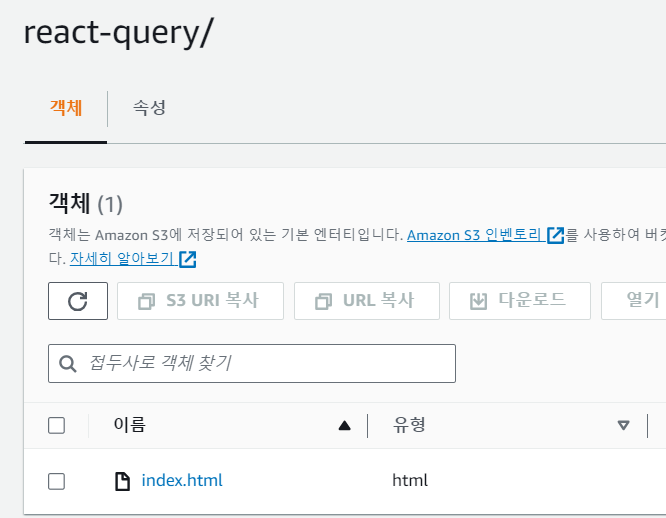 react-query/
객체 속성
객체 (1)
객체는 Amazon S3에 저장되어 있는 기본 엔터티입니다. Amazon S3 인벤토리 를 사용하여 버킷
다. 자세히 알아보기
S3 URI 복사 URL 복사 다운로드 열기
접두사로 객체 찾기
이름 유형
index.html html